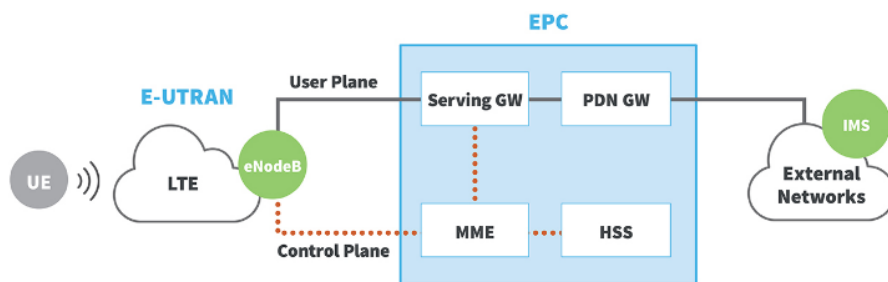 EPC
User Plane
E-UTRAN
Serving GW
PDN GW
IMS
eNodeB
UE
LTE
External
Networks
MME
HSS
Control Plane